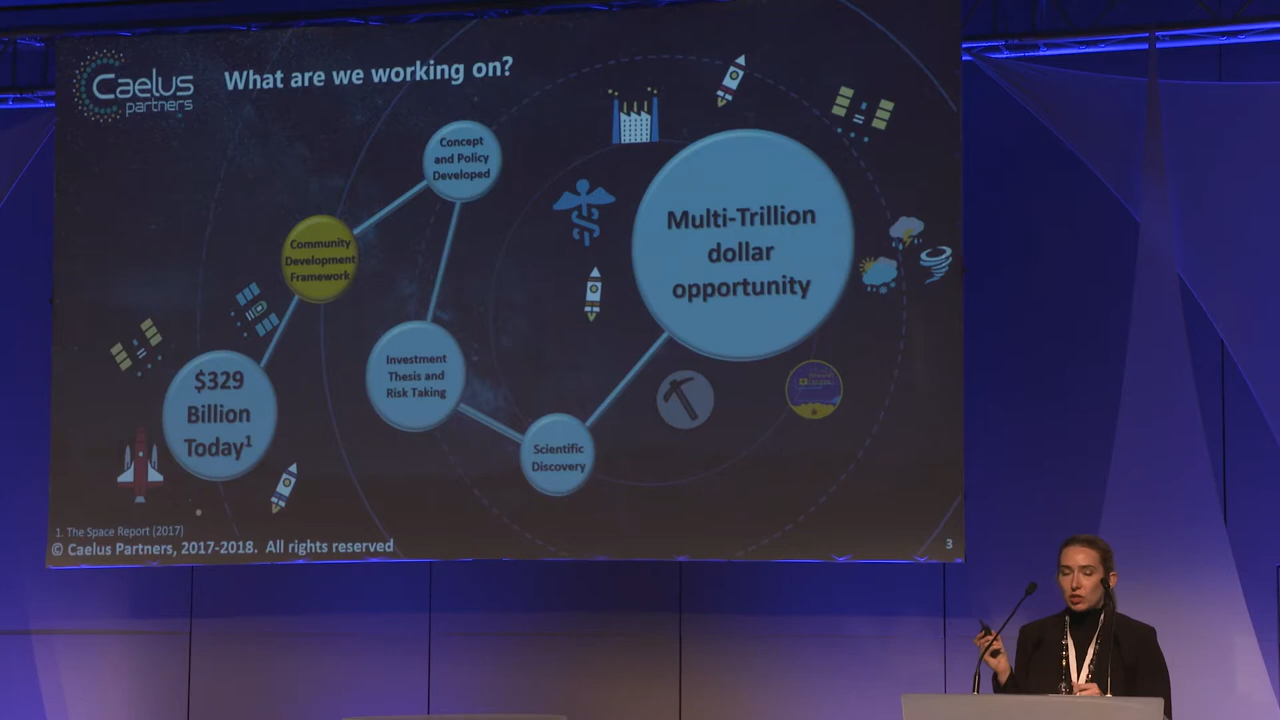 Caelus
partners
What are we working on?
Concept
and Policy
Developed
Community
Development
Framework
Multi-Trillion
dollar
opportunity
Investment
Thesis and
Risk Taking
$329
Billion
Today¹
Scientific
Discovery
1. The Space Report (2017)
© Caelus Partners, 2017-2018. All rights reserved
3